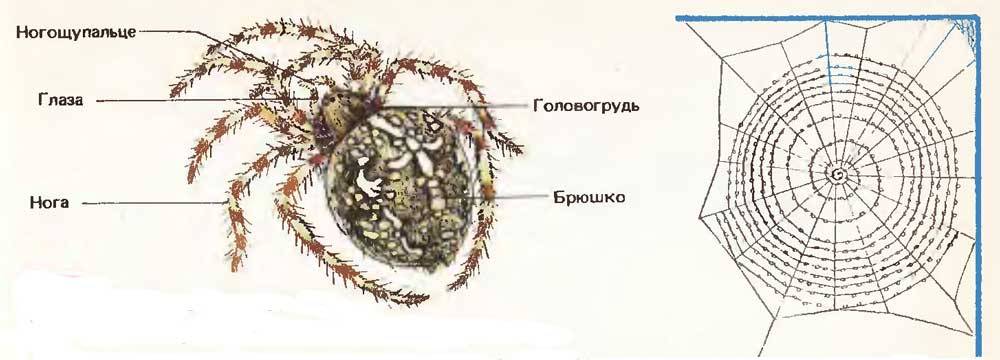 Ногощупальце
Глаза
Головогрудь
Нога
Брюшко